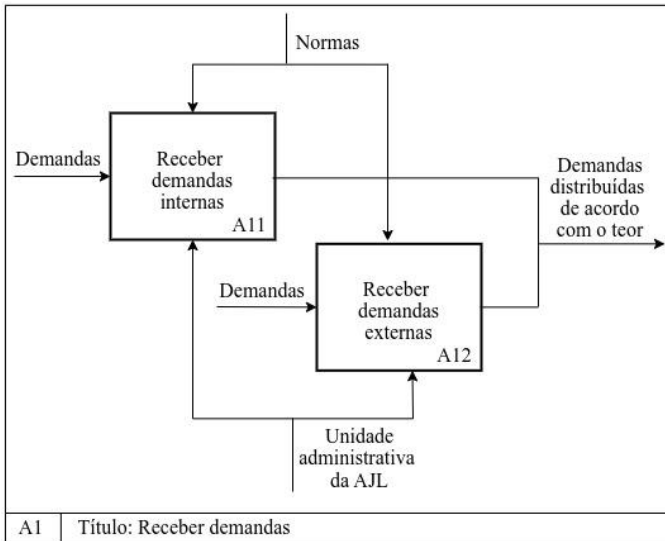 Normas
Demandas
Receber
demandas
internas
A11
Demandas
distribuídas
de acordo
com o teor
Demandas
Receber
demandas
externas
A12
Unidade
administrativa
da AJL
A1 Título: Receber demandas